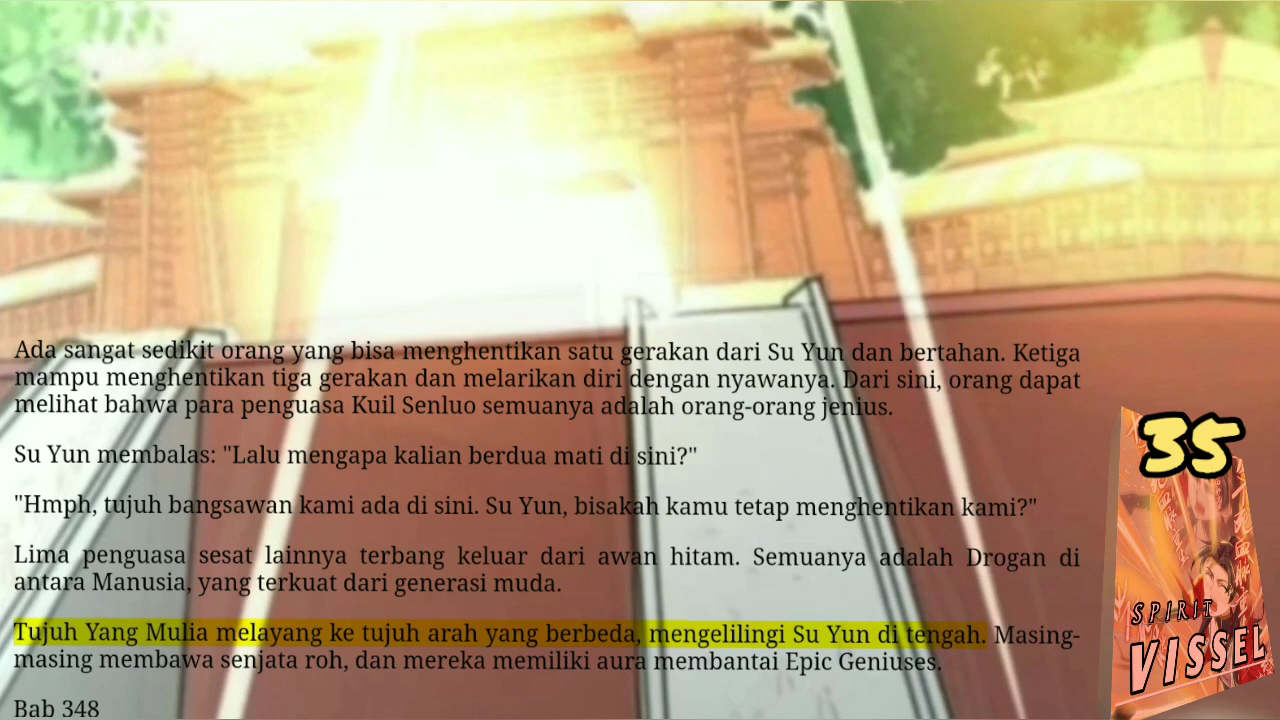 Ada sangat sedikit orang yang bisa menghentikan satu gerakan dari Su Yun dan bertahan. Ketiga
mampu menghentikan tiga gerakan dan melarikan diri dengan nyawanya. Dari sini, orang dapat
melihat bahwa para penguasa Kuil Senluo semuanya adalah orang-orang jenius.
Su Yun membalas: "Lalu mengapa kalian berdua mati di sini?"
"Hmph, tujuh bangsawan kami ada di sini. Su Yun, bisakah kamu tetap menghentikan kami?"
Lima penguasa sesat lainnya terbang keluar dari awan hitam. Semuanya adalah Drogan di
antara Manusia, yang terkuat dari generasi muda.
Tujuh Yang Mulia melayang ke tujuh arah yang berbeda, mengelilingi Su Yun di tengah. Masing-
masing membawa senjata roh, dan mereka memiliki aura membantai Epic Geniuses.
Bab 348
35
SPIRIT
VISSEL